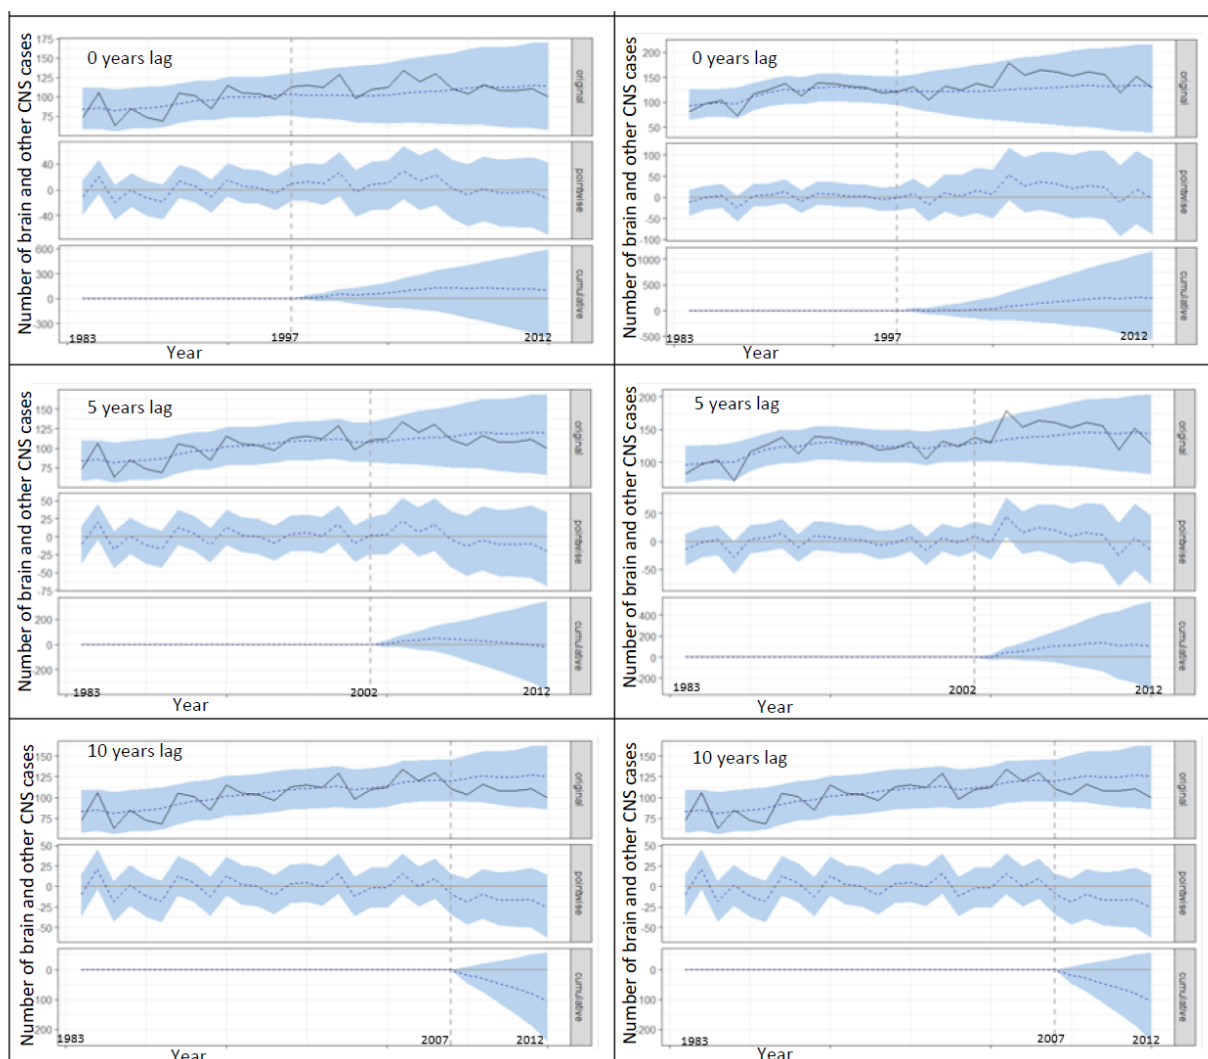 Number of brain and other CNS cases
0 years lag
175
150
125
100
75
original
40
0
-40
pointwise
600
300
0
-300
cumulative
1983
1997
2012
Year
Number of brain and other CNS cases
0 years lag
200
150
100
50
original
100
50
0
-50
-100
pointwise
1000
500
0
-500
cumulative
1983
1997
2012
Year
Number of brain and other CNS cases
5 years lag
150
125
100
75
original
50
25
0
-25
-50
-75
pointwise
200
0
-200
cumulative
1983
2002
2012
Year
Number of brain and other CNS cases
5 years lag
200
150
100
original
50
0
-50
pointwise
400
200
0
200
cumulative
1983
2002
2012
Year
Number of brain and other CNS cases
10 years lag
150
125
100
75
original
50
25
0
-25
-50
pointwise
0
100
200
cumulative
1983
2007
2012
Year
Number of brain and other CNS cases
10 years lag
150
125
100
75
original
50
25
0
-25
-50
pointwise
0
100
200
cumulative
1983
2007
2012
Year